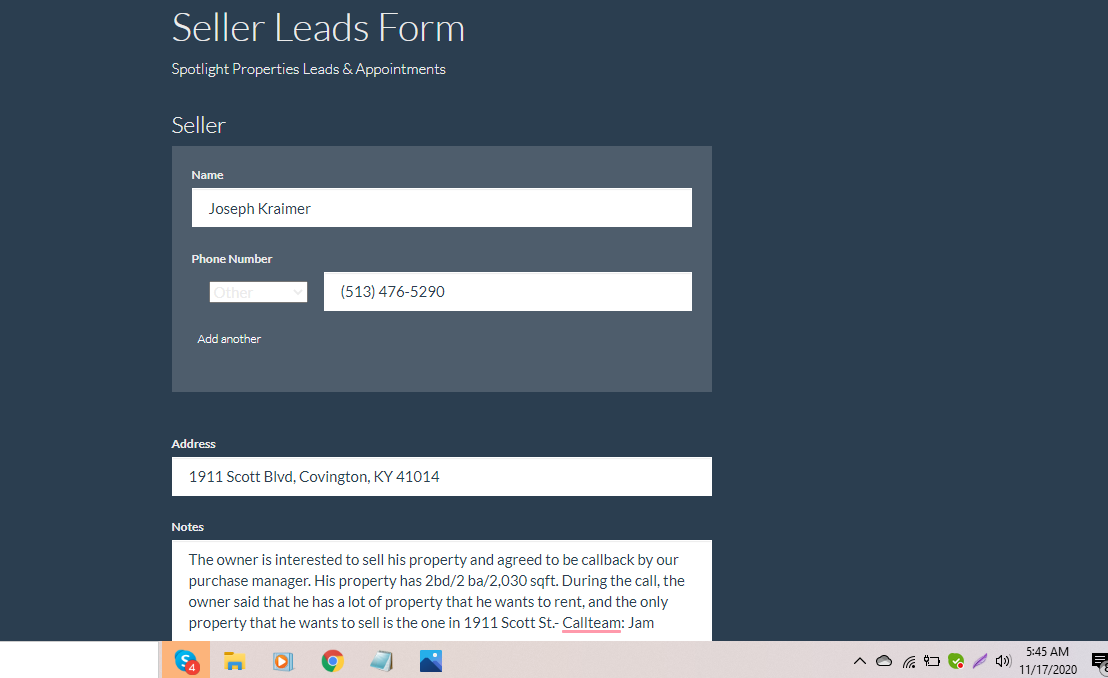 Seller Leads Form
Spotlight Properties Leads & Appointments
Seller
Name
Joseph Kraimer
Phone Number
Other
(513) 476-5290
Add another
Address
1911 Scott Blvd, Covington, KY 41014
Notes
The owner is interested to sell his property and agreed to be callback by our
purchase manager. His property has 2bd/2 ba/2,030 sqft. During the call, the
owner said that he has a lot of property that he wants to rent, and the only
property that he wants to sell is the one in 1911 Scott St.- Callteam: Jam
S 4
5:45 AM
11/17/2020